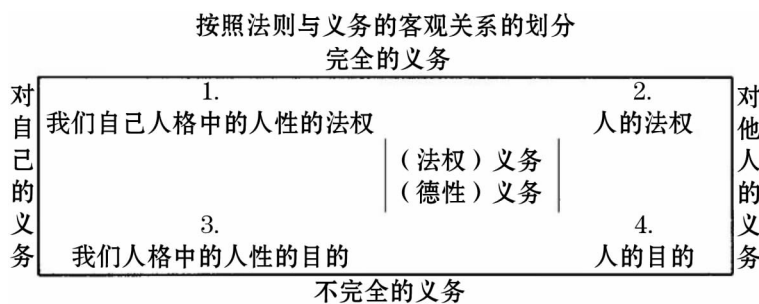 按照法则与义务的客观关系的划分
完全的义务
对自己的义务
1.
我们自己人格中的人性的法权
2.
人的法权
（法权）义务
（德性）义务
3.
我们人格中的人性的目的
4.
人的目的
对他人的义务
不完全的义务